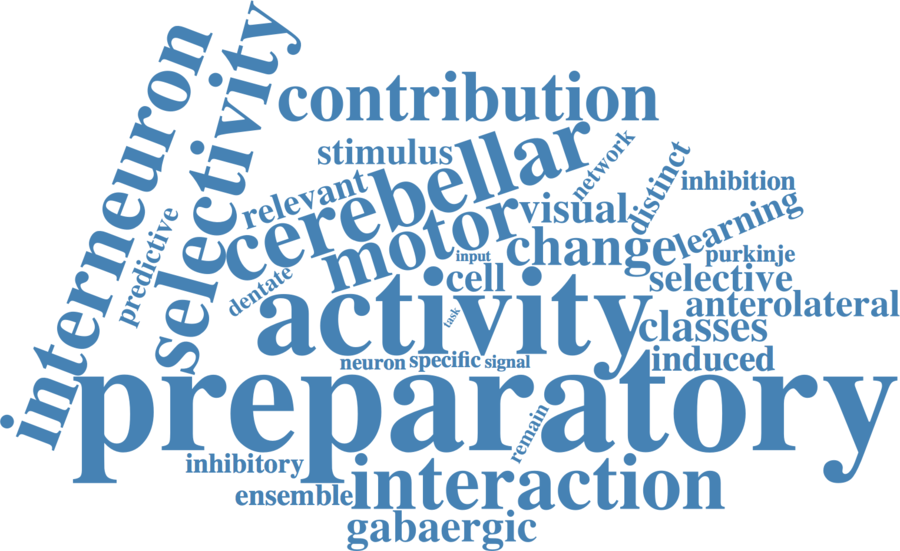 interneuron
selectivity
contribution
stimulus
cerebellar
network
relevant
distinct
inhibition
predictive
motor
visual
learning
change
purkinje
input
cell
selective
dentate
anterolateral
activity
task
classes
neuron
specific
signal
induced
preparatory
remain
inhibitory
interaction
ensemble
gabaergic